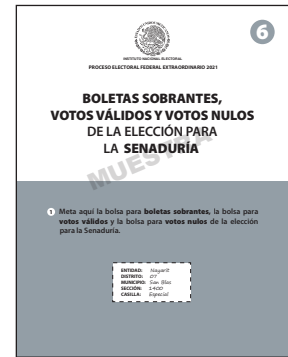 6
INSTITUTO NACIONAL ELECTORAL
PROCESO ELECTORAL FEDERAL EXTRAORDINARIO 2021
BOLETAS SOBRANTES,
VOTOS VÁLIDOS Y VOTOS NULOS
DE LA ELECCIÓN PARA
LA SENADURÍA
MUESTRA
1 Meta aquí la bolsa para boletas sobrantes, la bolsa para
votos válidos y la bolsa para votos nulos de la elección
para la Senaduría.
ENTIDAD: Nayarit
DISTRITO: 07
MUNICIPIO: San Blas
SECCIÓN: 1400
CASILLA: Especial